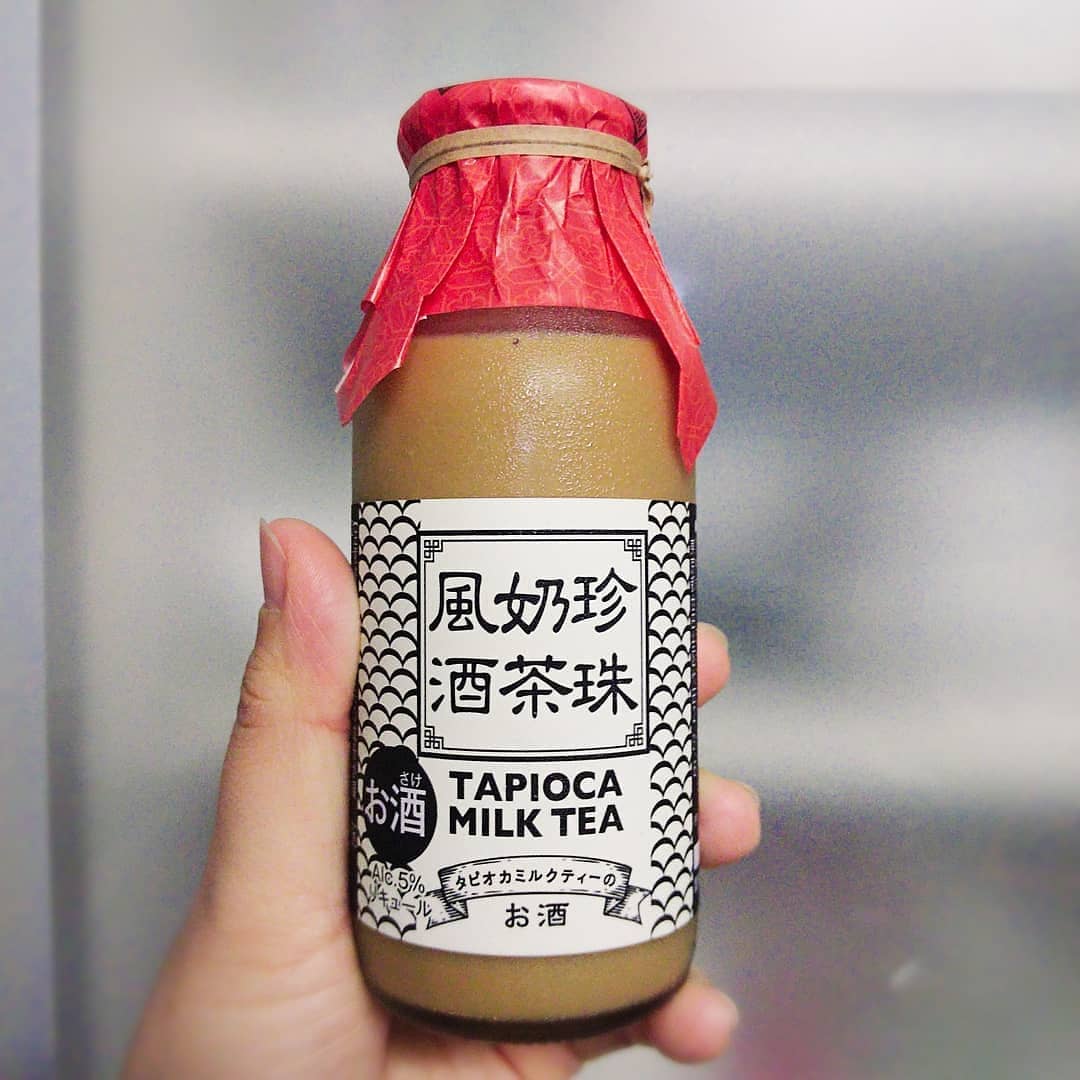 珍珠
奶茶
風酒
お酒
さけ
TAPIOCA
MILK TEA
Alc.5%
リキュール
タピオカミルクティーの
お酒